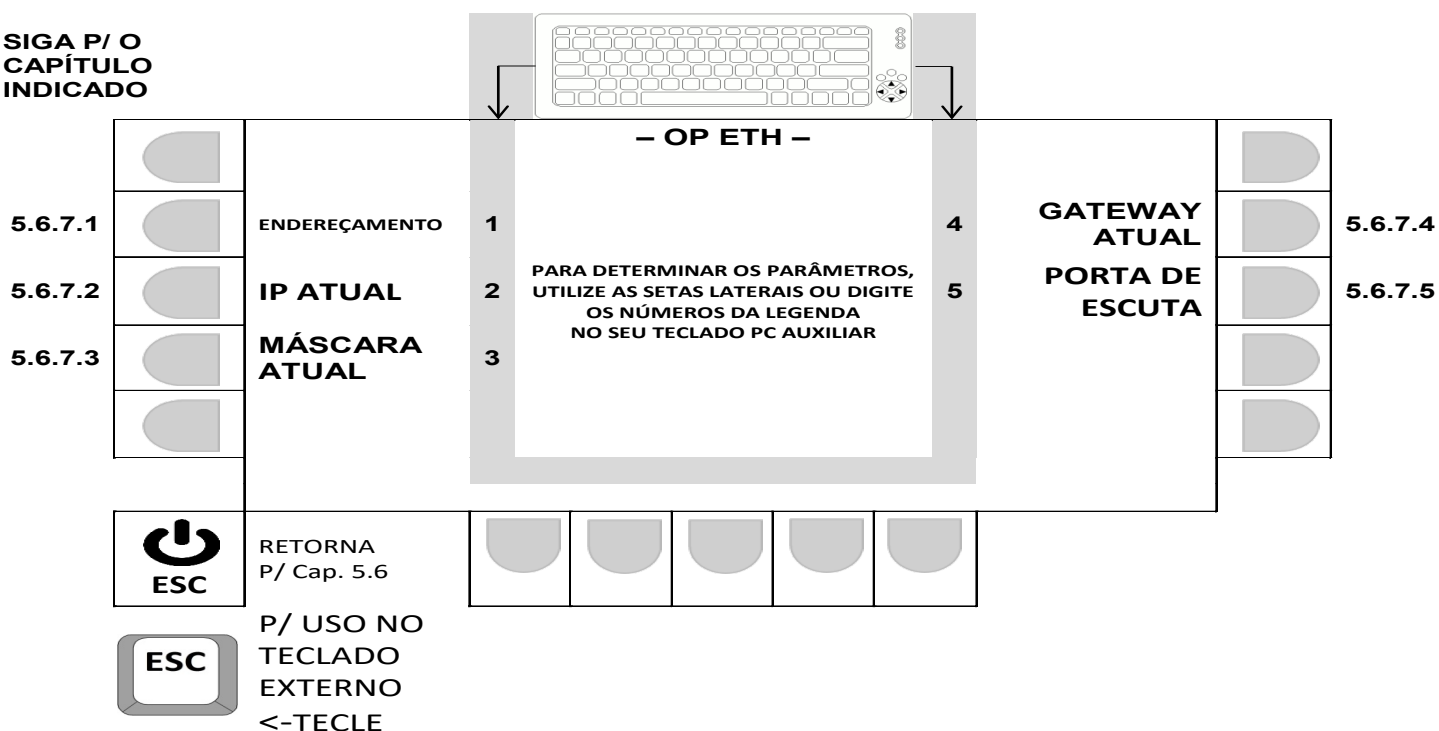 SIGA P/ O
CAPÍTULO
INDICADO
– OP ETH –
5.6.7.1
ENDEREÇAMENTO
1
4
GATEWAY
ATUAL
5.6.7.4
5.6.7.2
IP ATUAL
2
PARA DETERMINAR OS PARÂMETROS,
UTILIZE AS SETAS LATERAIS OU DIGITE
OS NÚMEROS DA LEGENDA
NO SEU TECLADO PC AUXILIAR
5
PORTA DE
ESCUTA
5.6.7.5
5.6.7.3
MÁSCARA
ATUAL
3
ESC
RETORNA
P/ Cap. 5.6
ESC
P/ USO NO
TECLADO
EXTERNO
<-TECLE